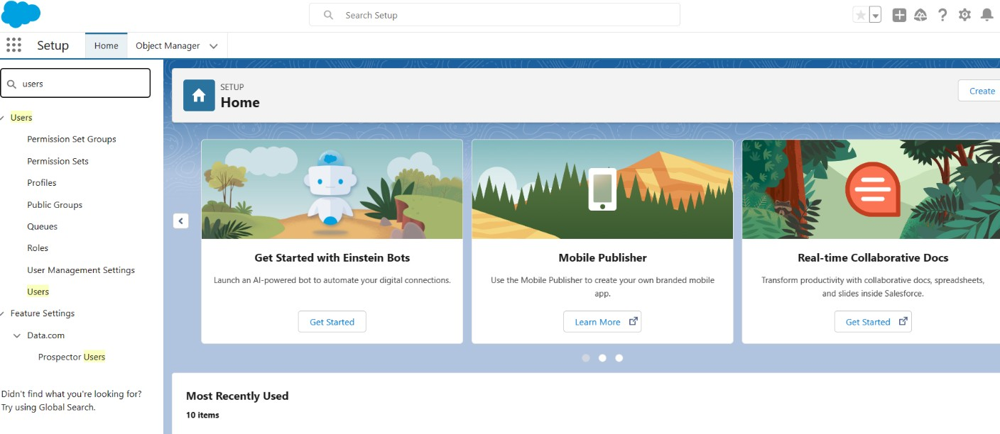 Search Setup
Setup
Home
Object Manager
users
Users
Permission Set Groups
Permission Sets
Profiles
Public Groups
Queues
Roles
User Management Settings
Users
Feature Settings
Data.com
Prospector Users
Didn't find what you're looking for?
Try using Global Search.
SETUP
Home
Create
Get Started with Einstein Bots
Launch an AI-powered bot to automate your digital connections.
Get Started
Mobile Publisher
Use the Mobile Publisher to create your own branded mobile
app.
Learn More
Real-time Collaborative Docs
Transform productivity with collaborative docs, spreadsheets,
and slides inside Salesforce.
Get Started
Most Recently Used
10 items